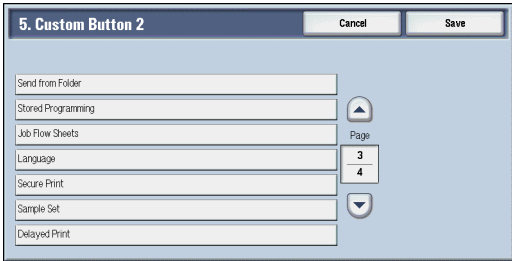 5. Custom Button 2
Cancel
Save
Send from Folder
Stored Programming
Job Flow Sheets
Language
Secure Print
Sample Set
Delayed Print
Page
3
4